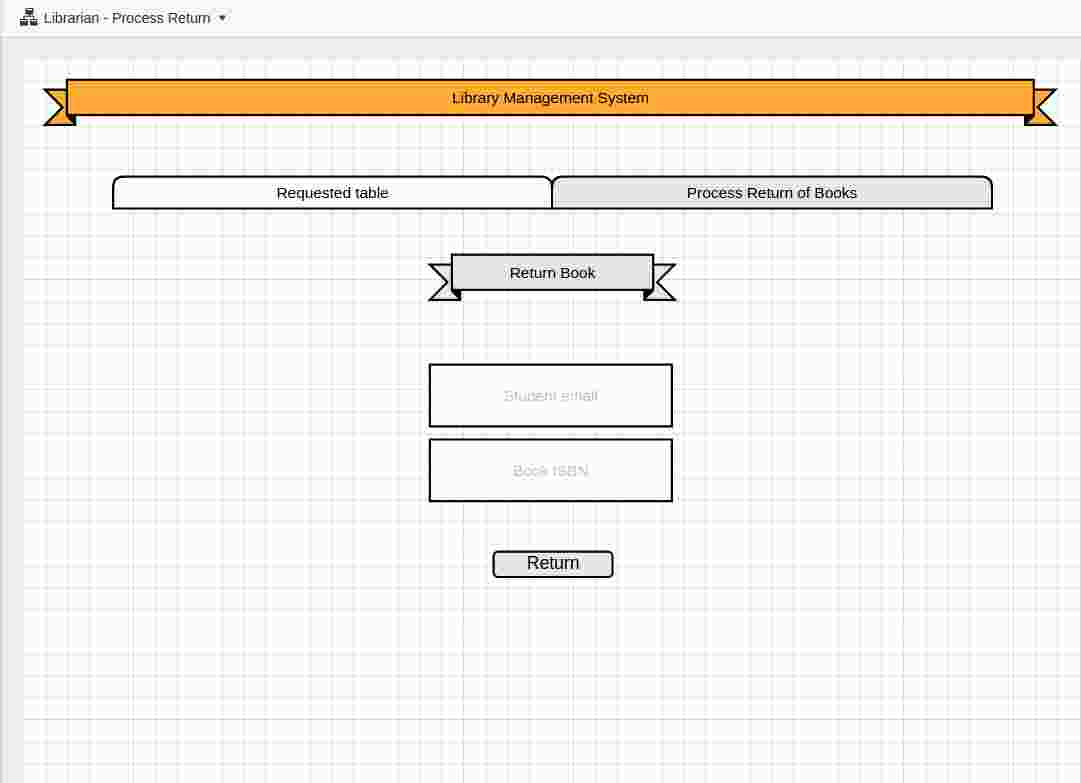 Librarian - Process Return
Library Management System
Requested table
Process Return of Books
Return Book
Student email
Book ISBN
Return